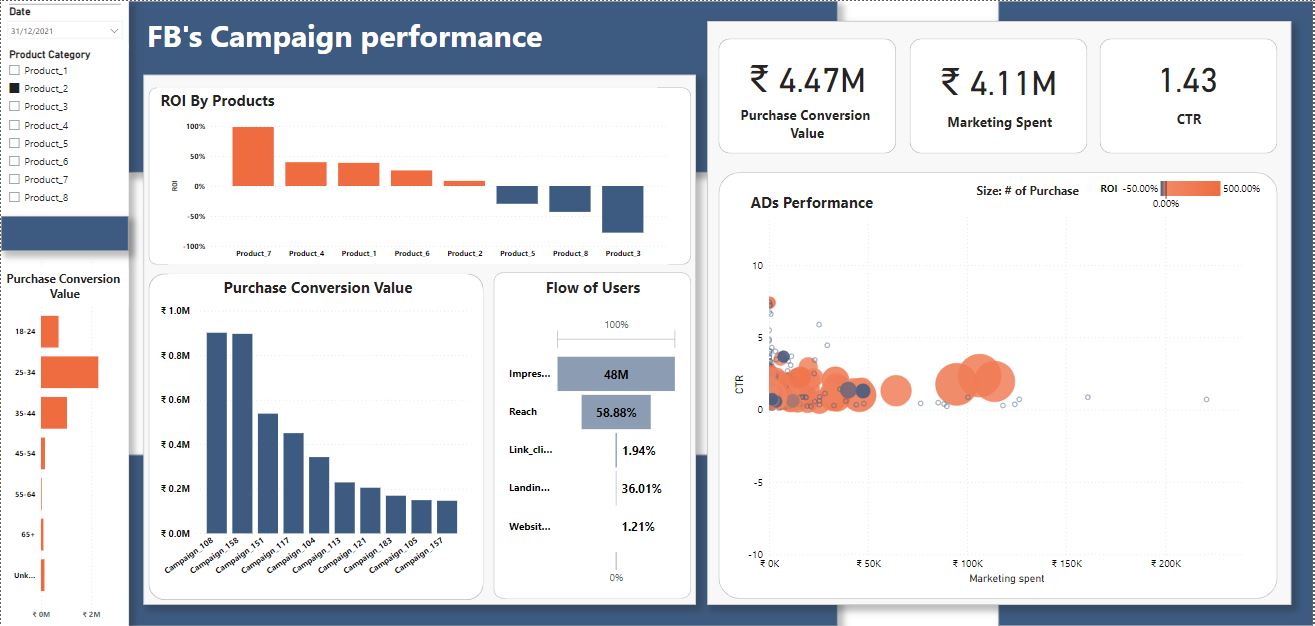 Date
31/12/2021
Product Category
Product_1
Product_2
Product_3
Product_4
Product_5
Product_6
Product_7
Product_8
Purchase Conversion
Value
18-24
25-34
35-44
45-54
55-64
65+
Unk...
₹ 0M ₹ 2M
FB's Campaign performance
ROI By Products
100%
50%
0%
-50%
-100%
ROI
Product_7 Product_4 Product_1 Product_6 Product_2 Product_5 Product_8 Product_3
Purchase Conversion Value
₹ 1.0M
₹ 0.8M
₹ 0.6M
₹ 0.4M
₹ 0.2M
₹ 0.0M
Campaign_108 Campaign_158 Campaign_151 Campaign_117 Campaign_104 Campaign_113 Campaign_121 Campaign_183 Campaign_105 Campaign_157
Flow of Users
100%
Impres... 48M
Reach 58.88%
Link_cli... 1.94%
Landin... 36.01%
Websit... 1.21%
0%
₹ 4.47M
Purchase Conversion
Value
₹ 4.11M
Marketing Spent
1.43
CTR
ADs Performance
Size: # of Purchase
ROI -50.00% 500.00%
0.00%
10
5
0
-5
-10
CTR
₹ 0K ₹ 50K ₹ 100K ₹ 150K ₹ 200K
Marketing spent